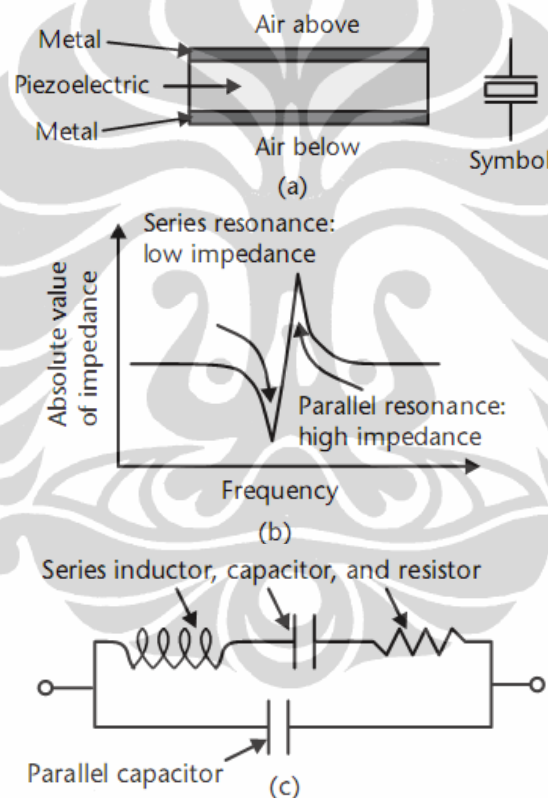 Metal
Air above
Piezoelectric
Metal
Air below
Symbol
(a)
Series resonance:
low impedance
Absolute value
of impedance
Parallel resonance:
high impedance
Frequency
(b)
Series inductor, capacitor, and resistor
Parallel capacitor
(c)